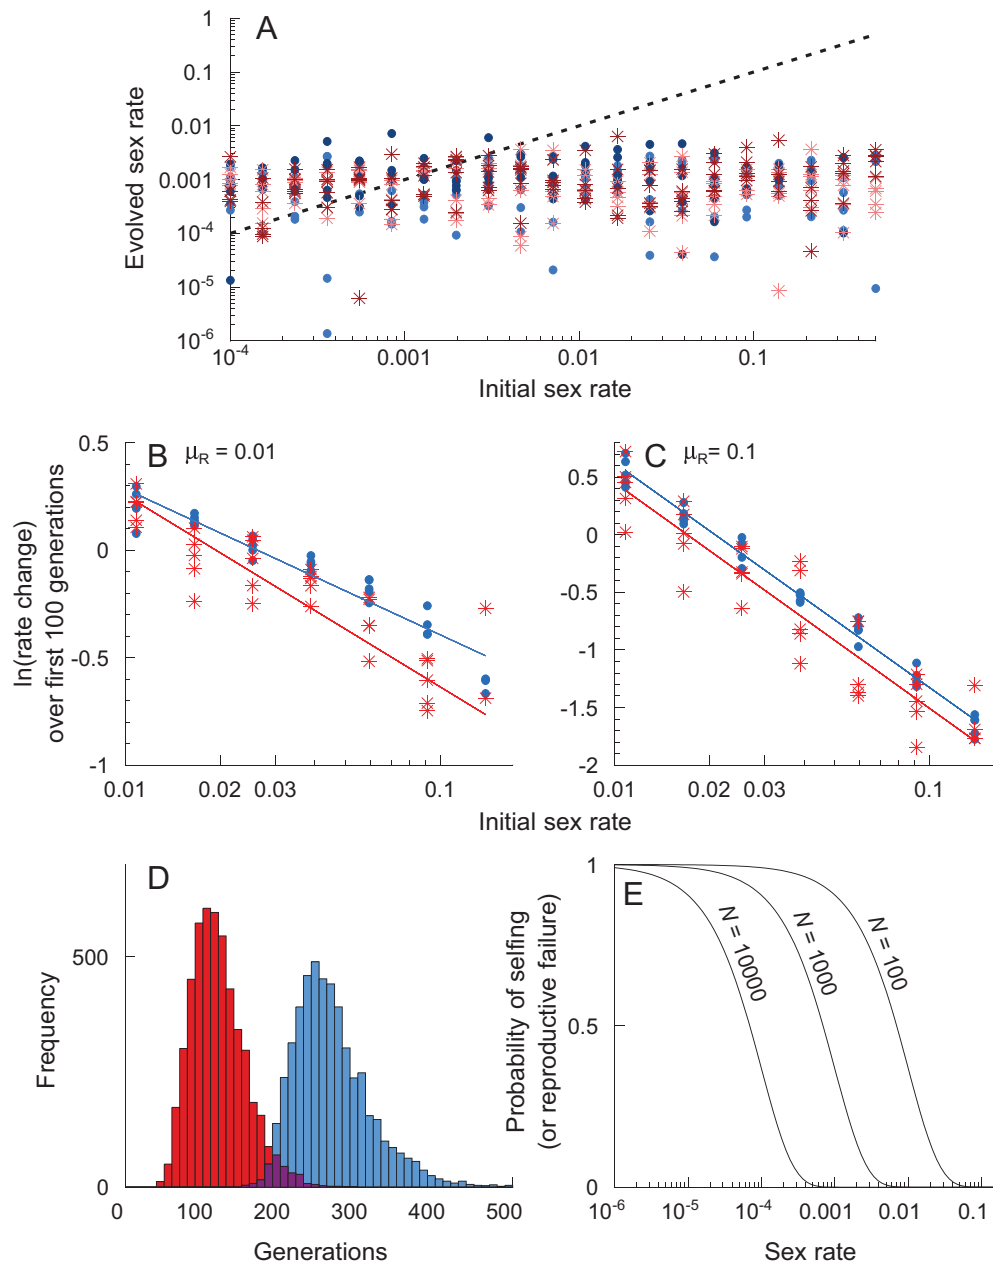 A
1
0.1
0.01
0.001
10-4
10-5
10-6
Evolved sex rate
10-4 0.001 0.01 0.1
Initial sex rate
B μR = 0.01
0.5
0
-0.5
-1
ln(rate change)
over first 100 generations
0.01 0.02 0.03 0.1
C μR= 0.1
0.5
0
-0.5
-1
-1.5
-2
0.01 0.02 0.03 0.1
Initial sex rate
D
500
0
Frequency
0 100 200 300 400 500
Generations
E
1
0.5
0
Probability of selfing
(or reproductive failure)
N = 10000
N = 1000
N = 100
10-6 10-5 10-4 0.001 0.01 0.1
Sex rate